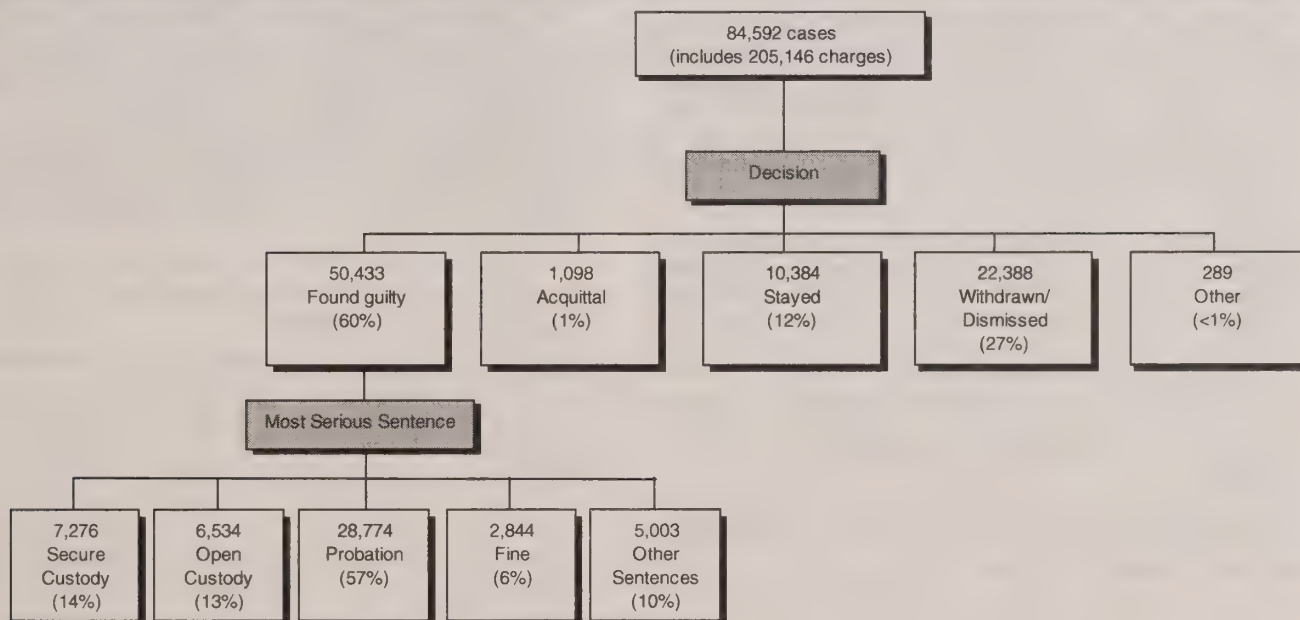 84,592 cases
(includes 205,146 charges)
Decision
50,433
Found guilty
(60%)
1,098
Acquittal
(1%)
10,384
Stayed
(12%)
22,388
Withdrawn/
Dismissed
(27%)
289
Other
(<1%)
Most Serious Sentence
7,276
Secure
Custody
(14%)
6,534
Open
Custody
(13%)
28,774
Probation
(57%)
2,844
Fine
(6%)
5,003
Other
Sentences
(10%)